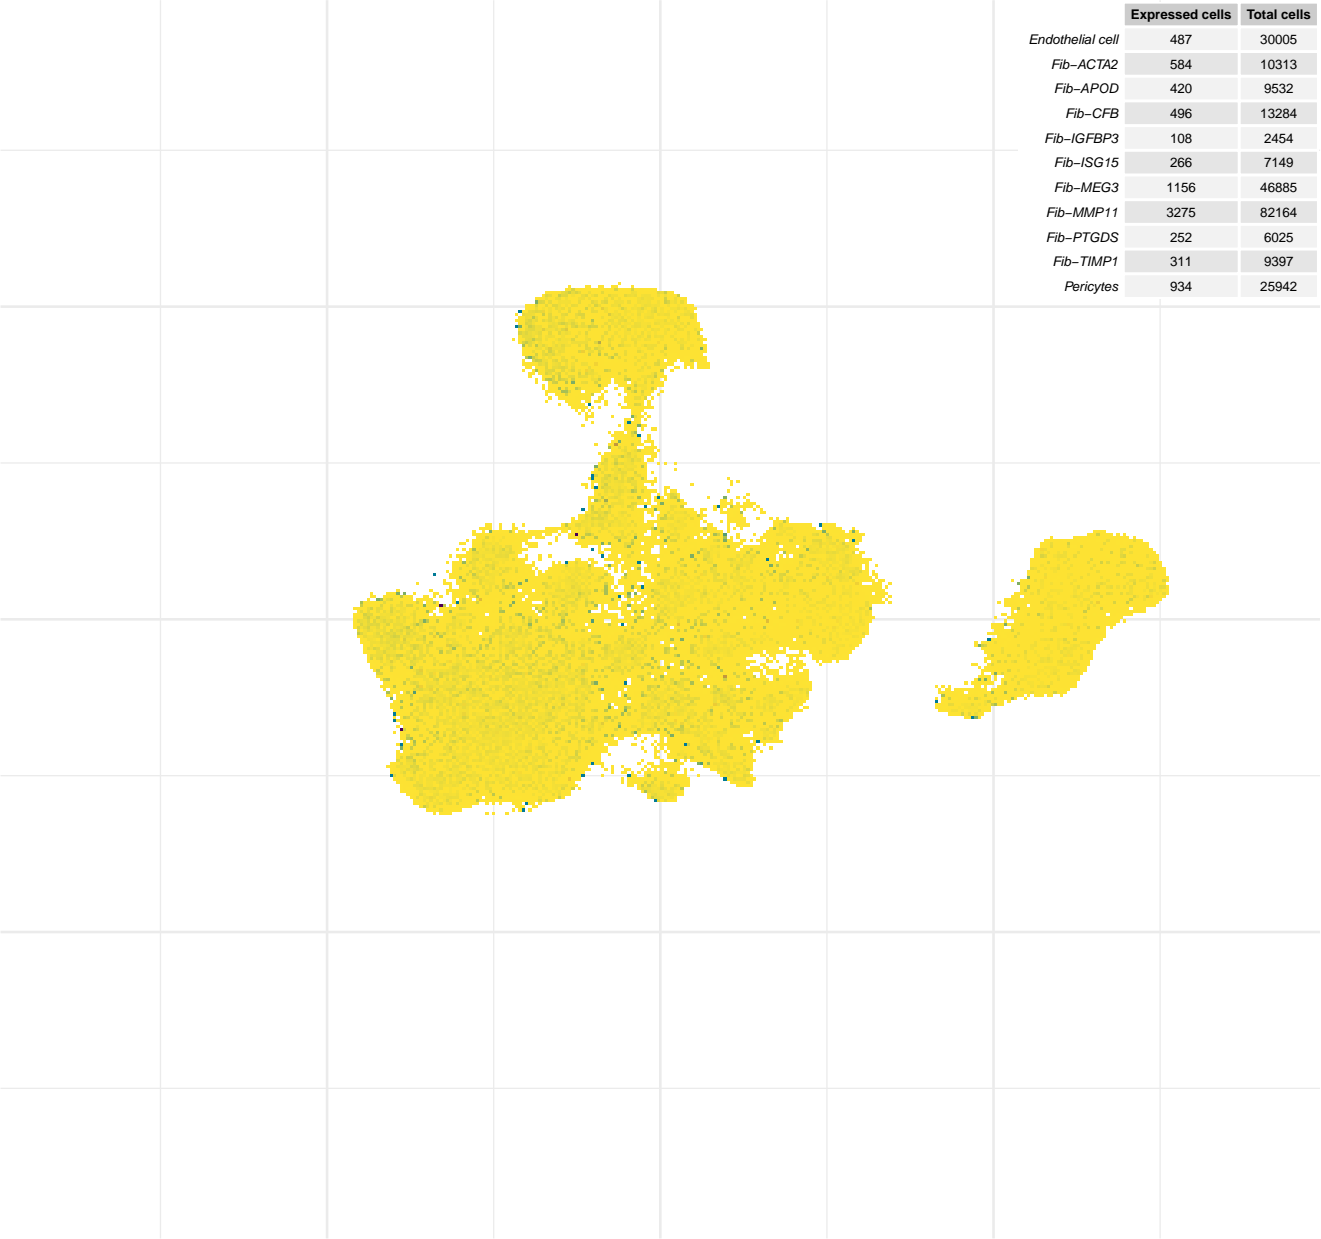 Expressed cells Total cells
Endothelial cell 487 30005
Fib−ACTA2 584 10313
Fib−APOD 420 9532
Fib−CFB 496 13284
Fib−IGFBP3 108 2454
Fib−ISG15 266 7149
Fib−MEG3 1156 46885
Fib−MMP11 3275 82164
Fib−PTGDS 252 6025
Fib−TIMP1 311 9397
Pericytes 934 25942